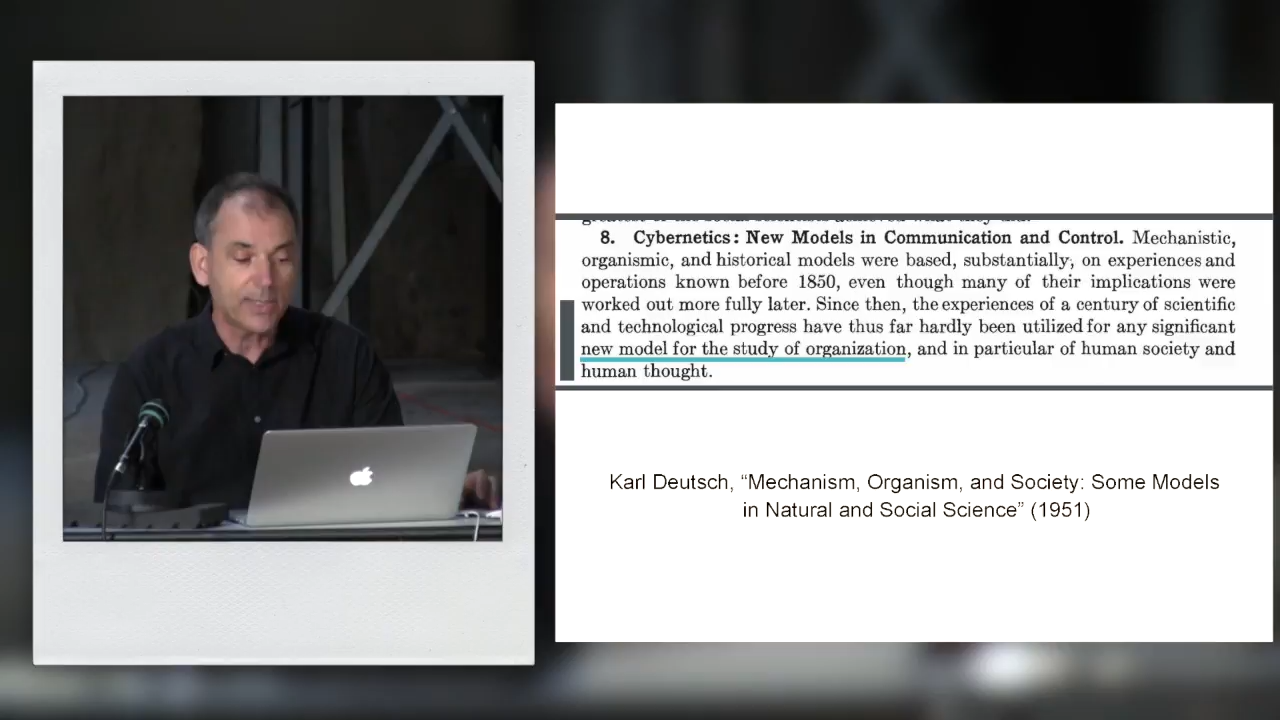 8. Cybernetics: New Models in Communication and Control. Mechanistic,
organismic, and historical models were based, substantially, on experiences and
operations known before 1850, even though many of their implications were
worked out more fully later. Since then, the experiences of a century of scientific
and technological progress have thus far hardly been utilized for any significant
new model for the study of organization, and in particular of human society and
human thought.
Karl Deutsch, “Mechanism, Organism, and Society: Some Models
in Natural and Social Science” (1951)